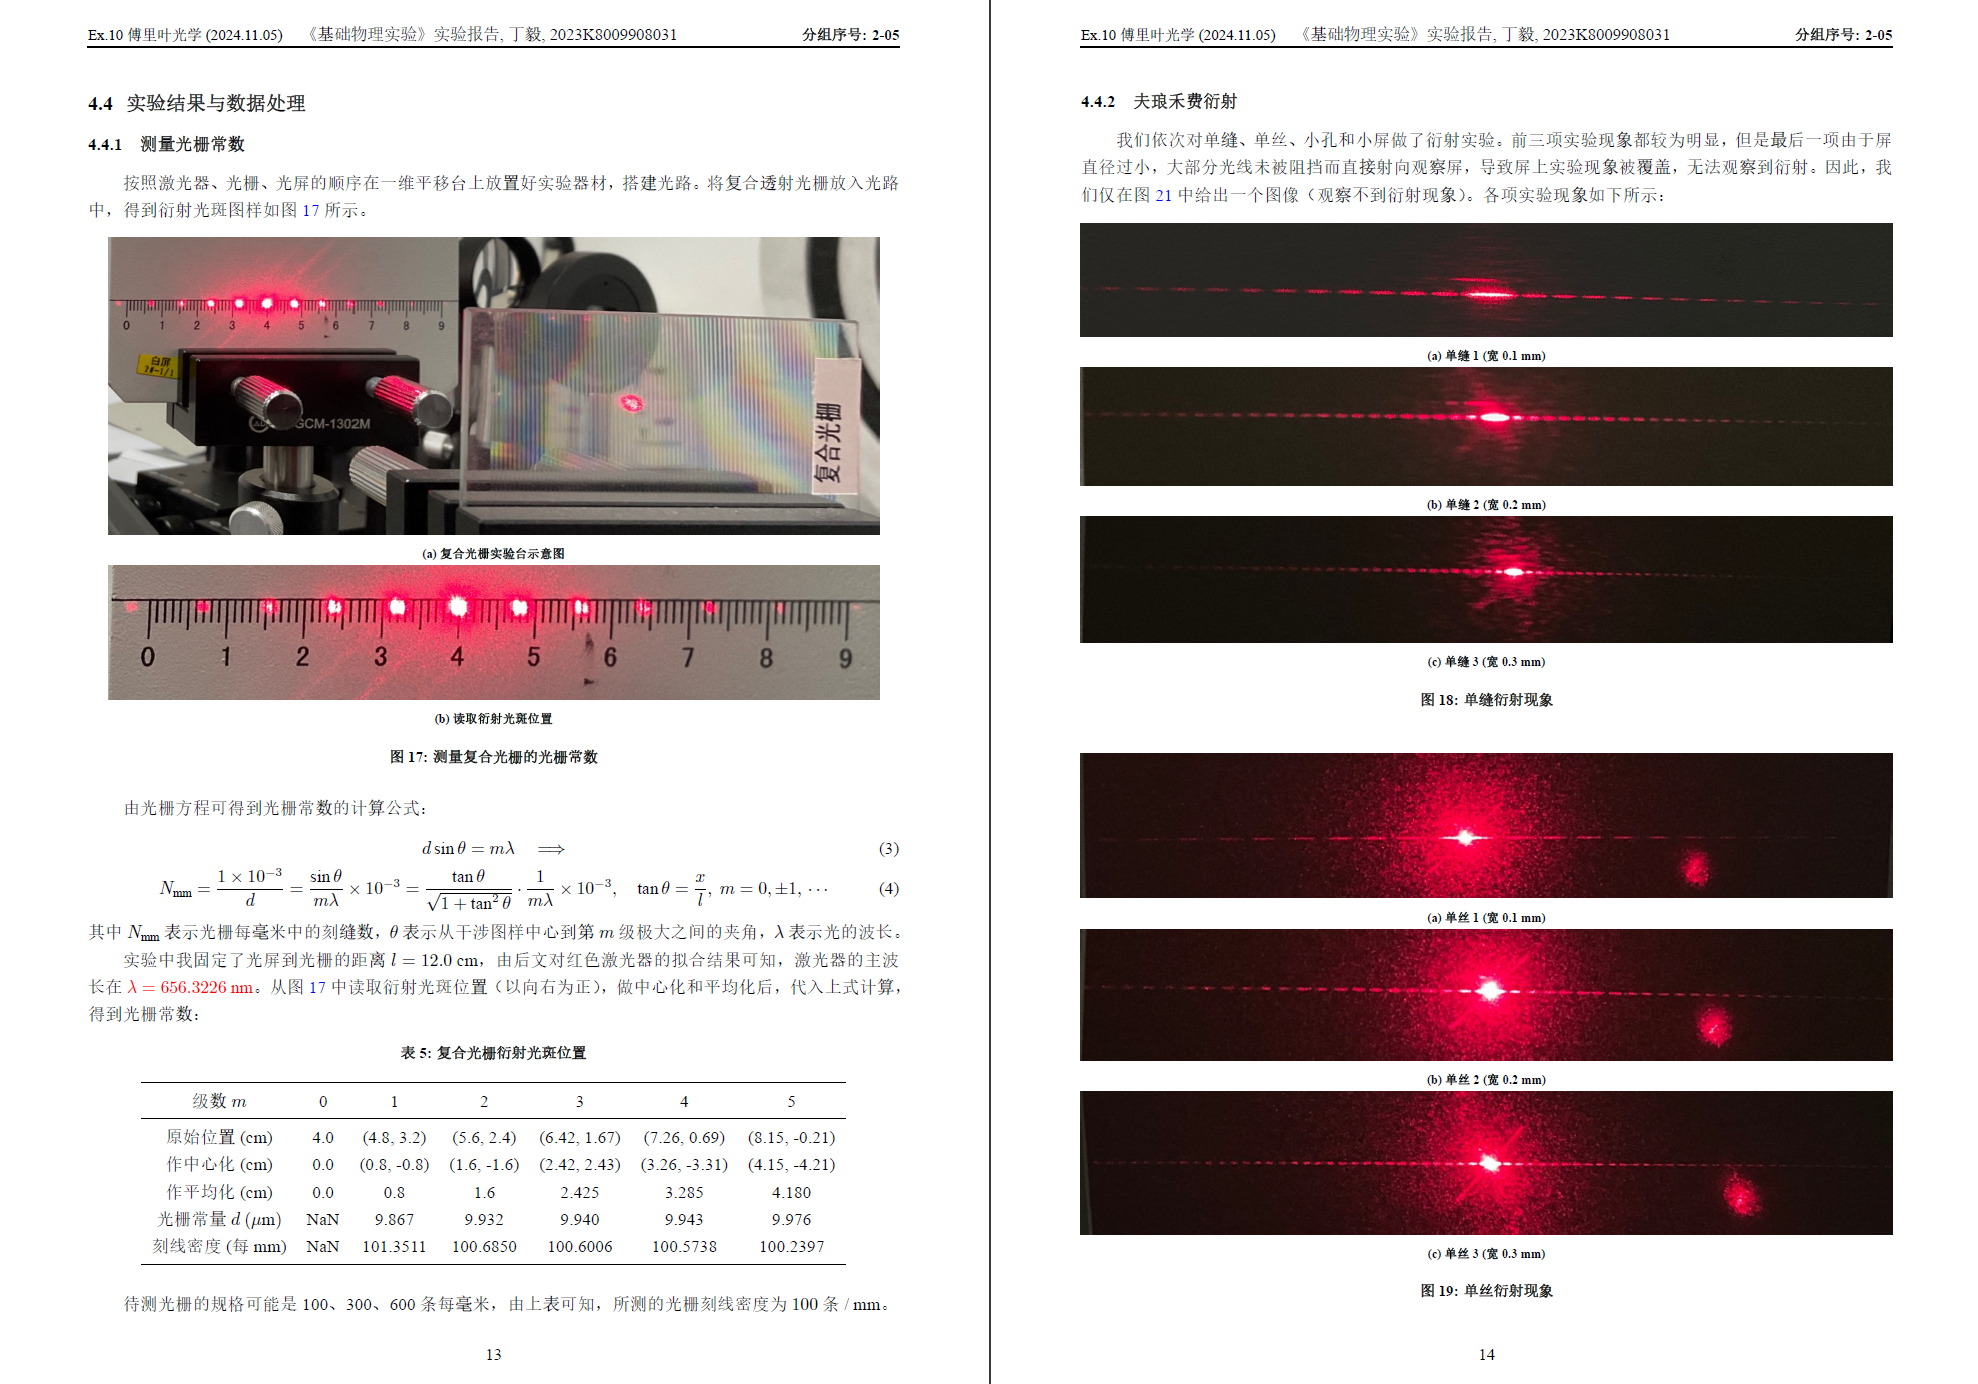 Ex.10 傅里叶光学 (2024.11.05) 《基础物理实验》实验报告, 丁毅, 2023K8009908031 分组序号: 2-05
4.4 实验结果与数据处理
4.4.1 测量光栅常数
按照激光器、光栅、光屏的顺序在一维平移台上放置好实验器材，搭建光路。将复合透射光栅放入光路
中，得到衍射光斑图样如图 17 所示。
0 1 2 3 4 5 6 7 8 9
白屏
GCM-1302M
复合光栅
(a) 复合光栅实验台示意图
0 1 2 3 4 5 6 7 8 9
(b) 读取衍射光斑位置
图 17: 测量复合光栅的光栅常数
由光栅方程可得到光栅常数的计算公式：
d sin θ = mλ ⟹ (3)
N_mm = \frac{1 × 10^{-3}}{d} = \frac{sin θ}{mλ} × 10^{-3} = \frac{tan θ}{\sqrt{1 + tan^2 θ}} · \frac{1}{mλ} × 10^{-3}, tan θ = \frac{x}{l}, m = 0, ±1, ··· (4)
其中 N_mm 表示光栅每毫米中的刻缝数，θ 表示从干涉图样中心到第 m 级极大之间的夹角，λ 表示光的波长。
实验中我固定了光屏到光栅的距离 l = 12.0 cm，由后文对红色激光器的拟合结果可知，激光器的主波
长在 λ = 656.3226 nm。从图 17 中读取衍射光斑位置（以向右为正），做中心化和平均化后，代入上式计算，
得到光栅常数：
表 5: 复合光栅衍射光斑位置
级数 m 0 1 2 3 4 5
原始位置 (cm) 4.0 (4.8, 3.2) (5.6, 2.4) (6.42, 1.67) (7.26, 0.69) (8.15, -0.21)
作中心化 (cm) 0.0 (0.8, -0.8) (1.6, -1.6) (2.42, 2.43) (3.26, -3.31) (4.15, -4.21)
作平均化 (cm) 0.0 0.8 1.6 2.425 3.285 4.180
光栅常量 d (μm) NaN 9.867 9.932 9.940 9.943 9.976
刻线密度 (每 mm) NaN 101.3511 100.6850 100.6006 100.5738 100.2397
待测光栅的规格可能是 100、300、600 条每毫米，由上表可知，所测的光栅刻线密度为 100 条 / mm。
13
Ex.10 傅里叶光学 (2024.11.05) 《基础物理实验》实验报告, 丁毅, 2023K8009908031 分组序号: 2-05
4.4.2 夫琅禾费衍射
我们依次对单缝、单丝、小孔和小屏做了衍射实验。前三项实验现象都较为明显，但是最后一项由于屏
直径过小，大部分光线未被阻挡而直接射向观察屏，导致屏上实验现象被覆盖，无法观察到衍射。因此，我
们仅在图 21 中给出一个图像（观察不到衍射现象）。各项实验现象如下所示：
(a) 单缝 1 (宽 0.1 mm)
(b) 单缝 2 (宽 0.2 mm)
(c) 单缝 3 (宽 0.3 mm)
图 18: 单缝衍射现象
(a) 单丝 1 (宽 0.1 mm)
(b) 单丝 2 (宽 0.2 mm)
(c) 单丝 3 (宽 0.3 mm)
图 19: 单丝衍射现象
14